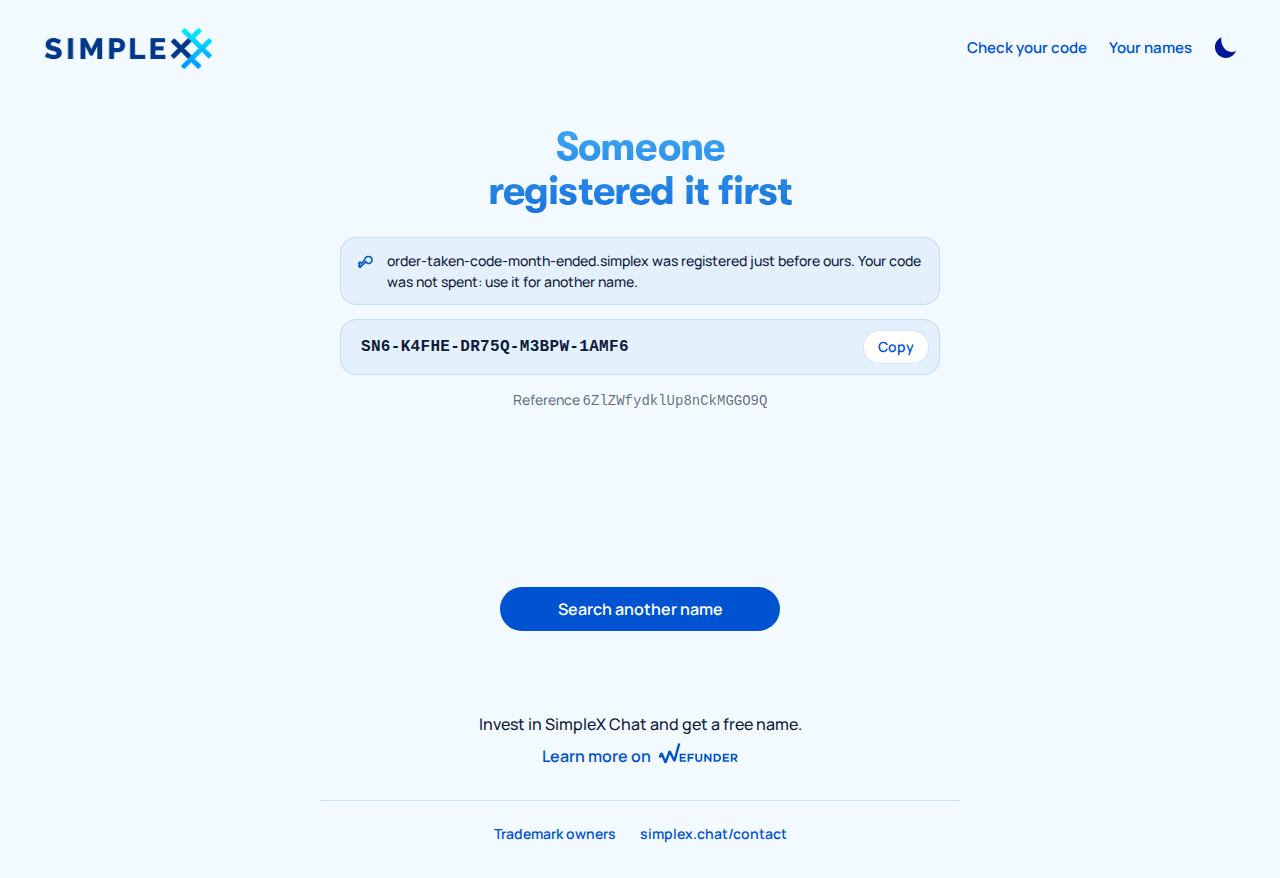 SIMPLEX
Check your code
Your names
Someone
registered it first
order-taken-code-month-ended.simplex was registered just before ours. Your code
was not spent: use it for another name.
SN6-K4FHE-DR75Q-M3BPW-1AMF6
Copy
Reference 6ZlZWfydklUp8nCkMGGO9Q
Search another name
Invest in SimpleX Chat and get a free name.
Learn more on WEFUNDER
Trademark owners
simplex.chat/contact